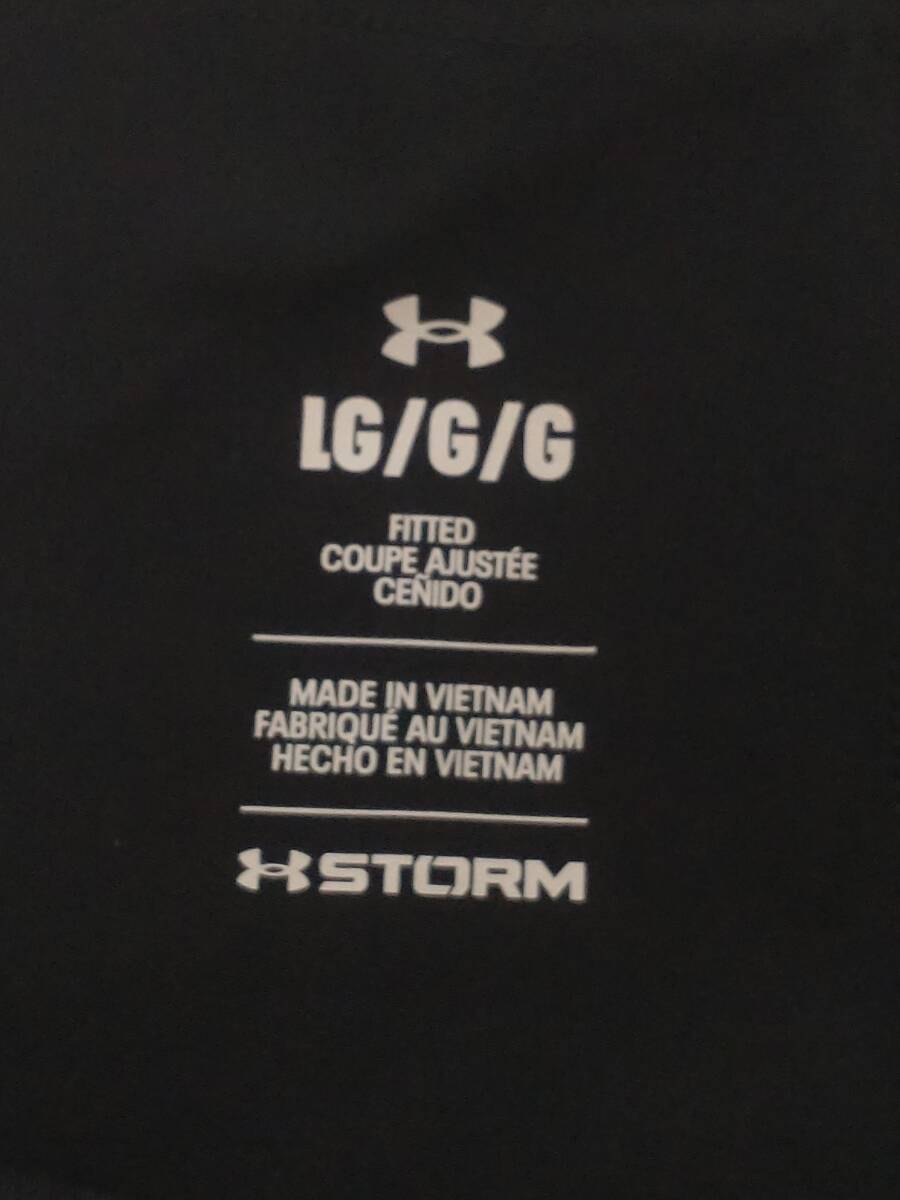 LG/G/G
FITTED
COUPE AJUSTÉE
CEÑIDO
MADE IN VIETNAM
FABRIQUÉ AU VIETNAM
HECHO EN VIETNAM
STORM